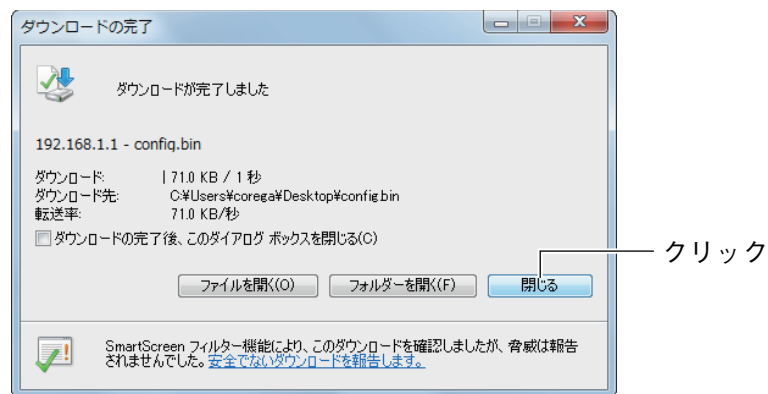 ダウンロードの完了
ダウンロードが完了しました
192.168.1.1 - config.bin
ダウンロード: 71.0 KB / 1 秒
ダウンロード先: C:¥Users¥corega¥Desktop¥config.bin
転送率: 71.0 KB/秒
ダウンロードの完了後、このダイアログ ボックスを閉じる(C)
クリック
ファイルを開く(O) フォルダーを開く(F) 閉じる
SmartScreen フィルター機能により、このダウンロードを確認しましたが、脅威は報告
されませんでした。安全でないダウンロードを報告します。